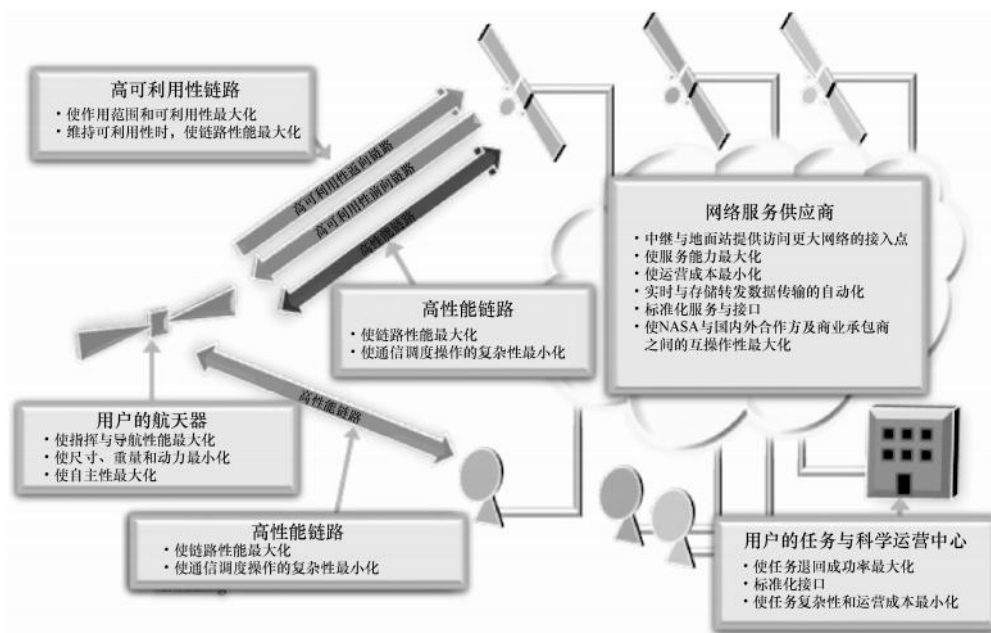 高可利用性链路
・使作用范围和可利用性最大化
・维持可利用性时，使链路性能最大化
高可利用性返向链路
高可利用性前向链路
高性能链路
网络服务供应商
・中继与地面站提供访问更大网络的接入点
・使服务能力最大化
・使运营成本最小化
・实时与存储转发数据传输的自动化
・标准化服务与接口
・使NASA与国内外合作方及商业承包商
之间的互操作性最大化
高性能链路
・使链路性能最大化
・使通信调度操作的复杂性最小化
高性能链路
用户的航天器
・使指挥与导航性能最大化
・使尺寸、重量和动力最小化
・使自主性最大化
高性能链路
・使链路性能最大化
・使通信调度操作的复杂性最小化
用户的任务与科学运营中心
・使任务退回成功率最大化
・标准化接口
・使任务复杂性和运营成本最小化